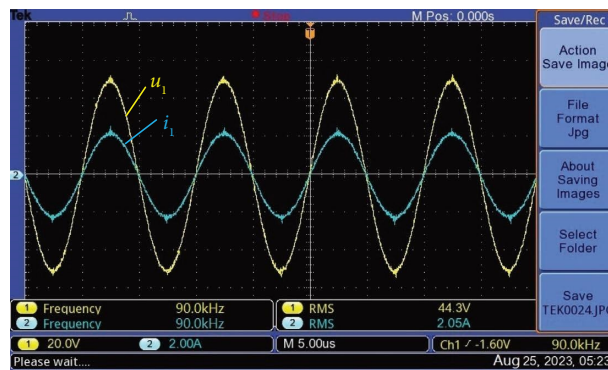 Tek Stop M Pos: 0.000s Save/Rec
Action
Save Image
File
Format
Jpg
About
Saving
Images
Select
Folder
Save
TEK0024.JPG
u1
i1
T
2
1 Frequency 90.0kHz 1 RMS 44.3V
2 Frequency 90.0kHz 2 RMS 2.05A
1 20.0V 2 2.00A M 5.00us Ch1 / -1.60V 90.0kHz
Please wait.... Aug 25, 2023, 05:23